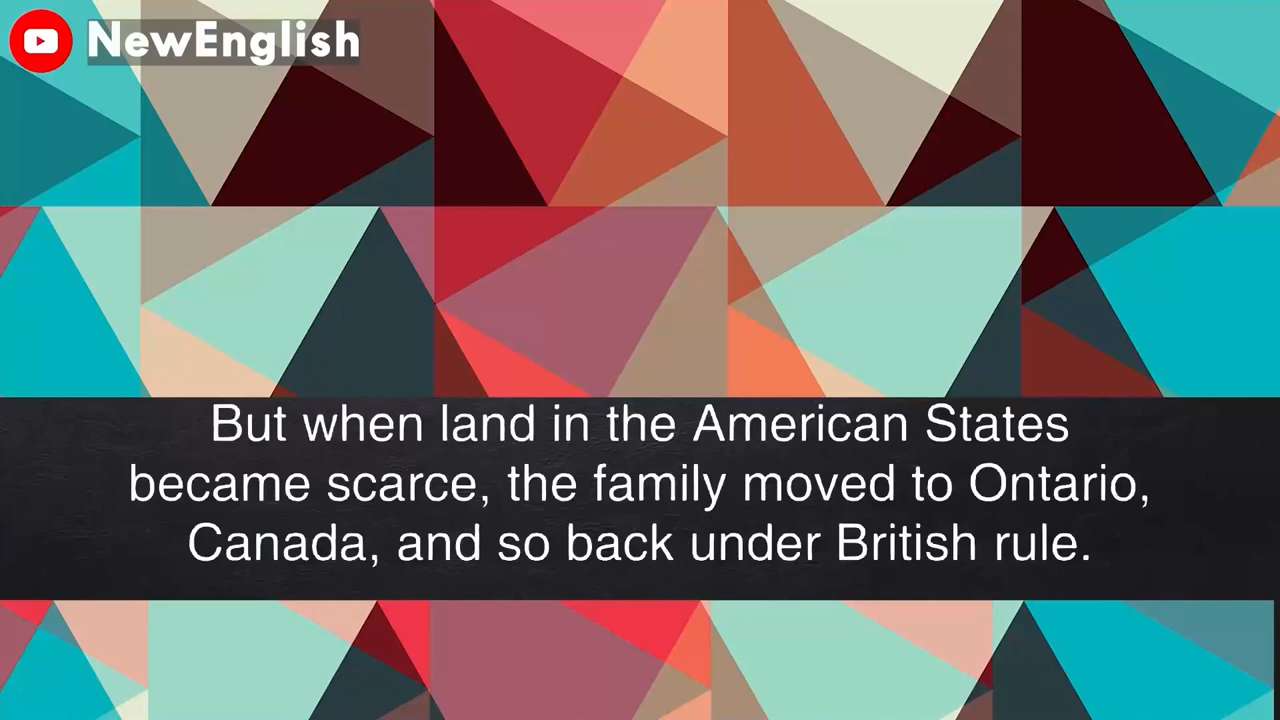 NewEnglish
But when land in the American States
became scarce, the family moved to Ontario,
Canada, and so back under British rule.